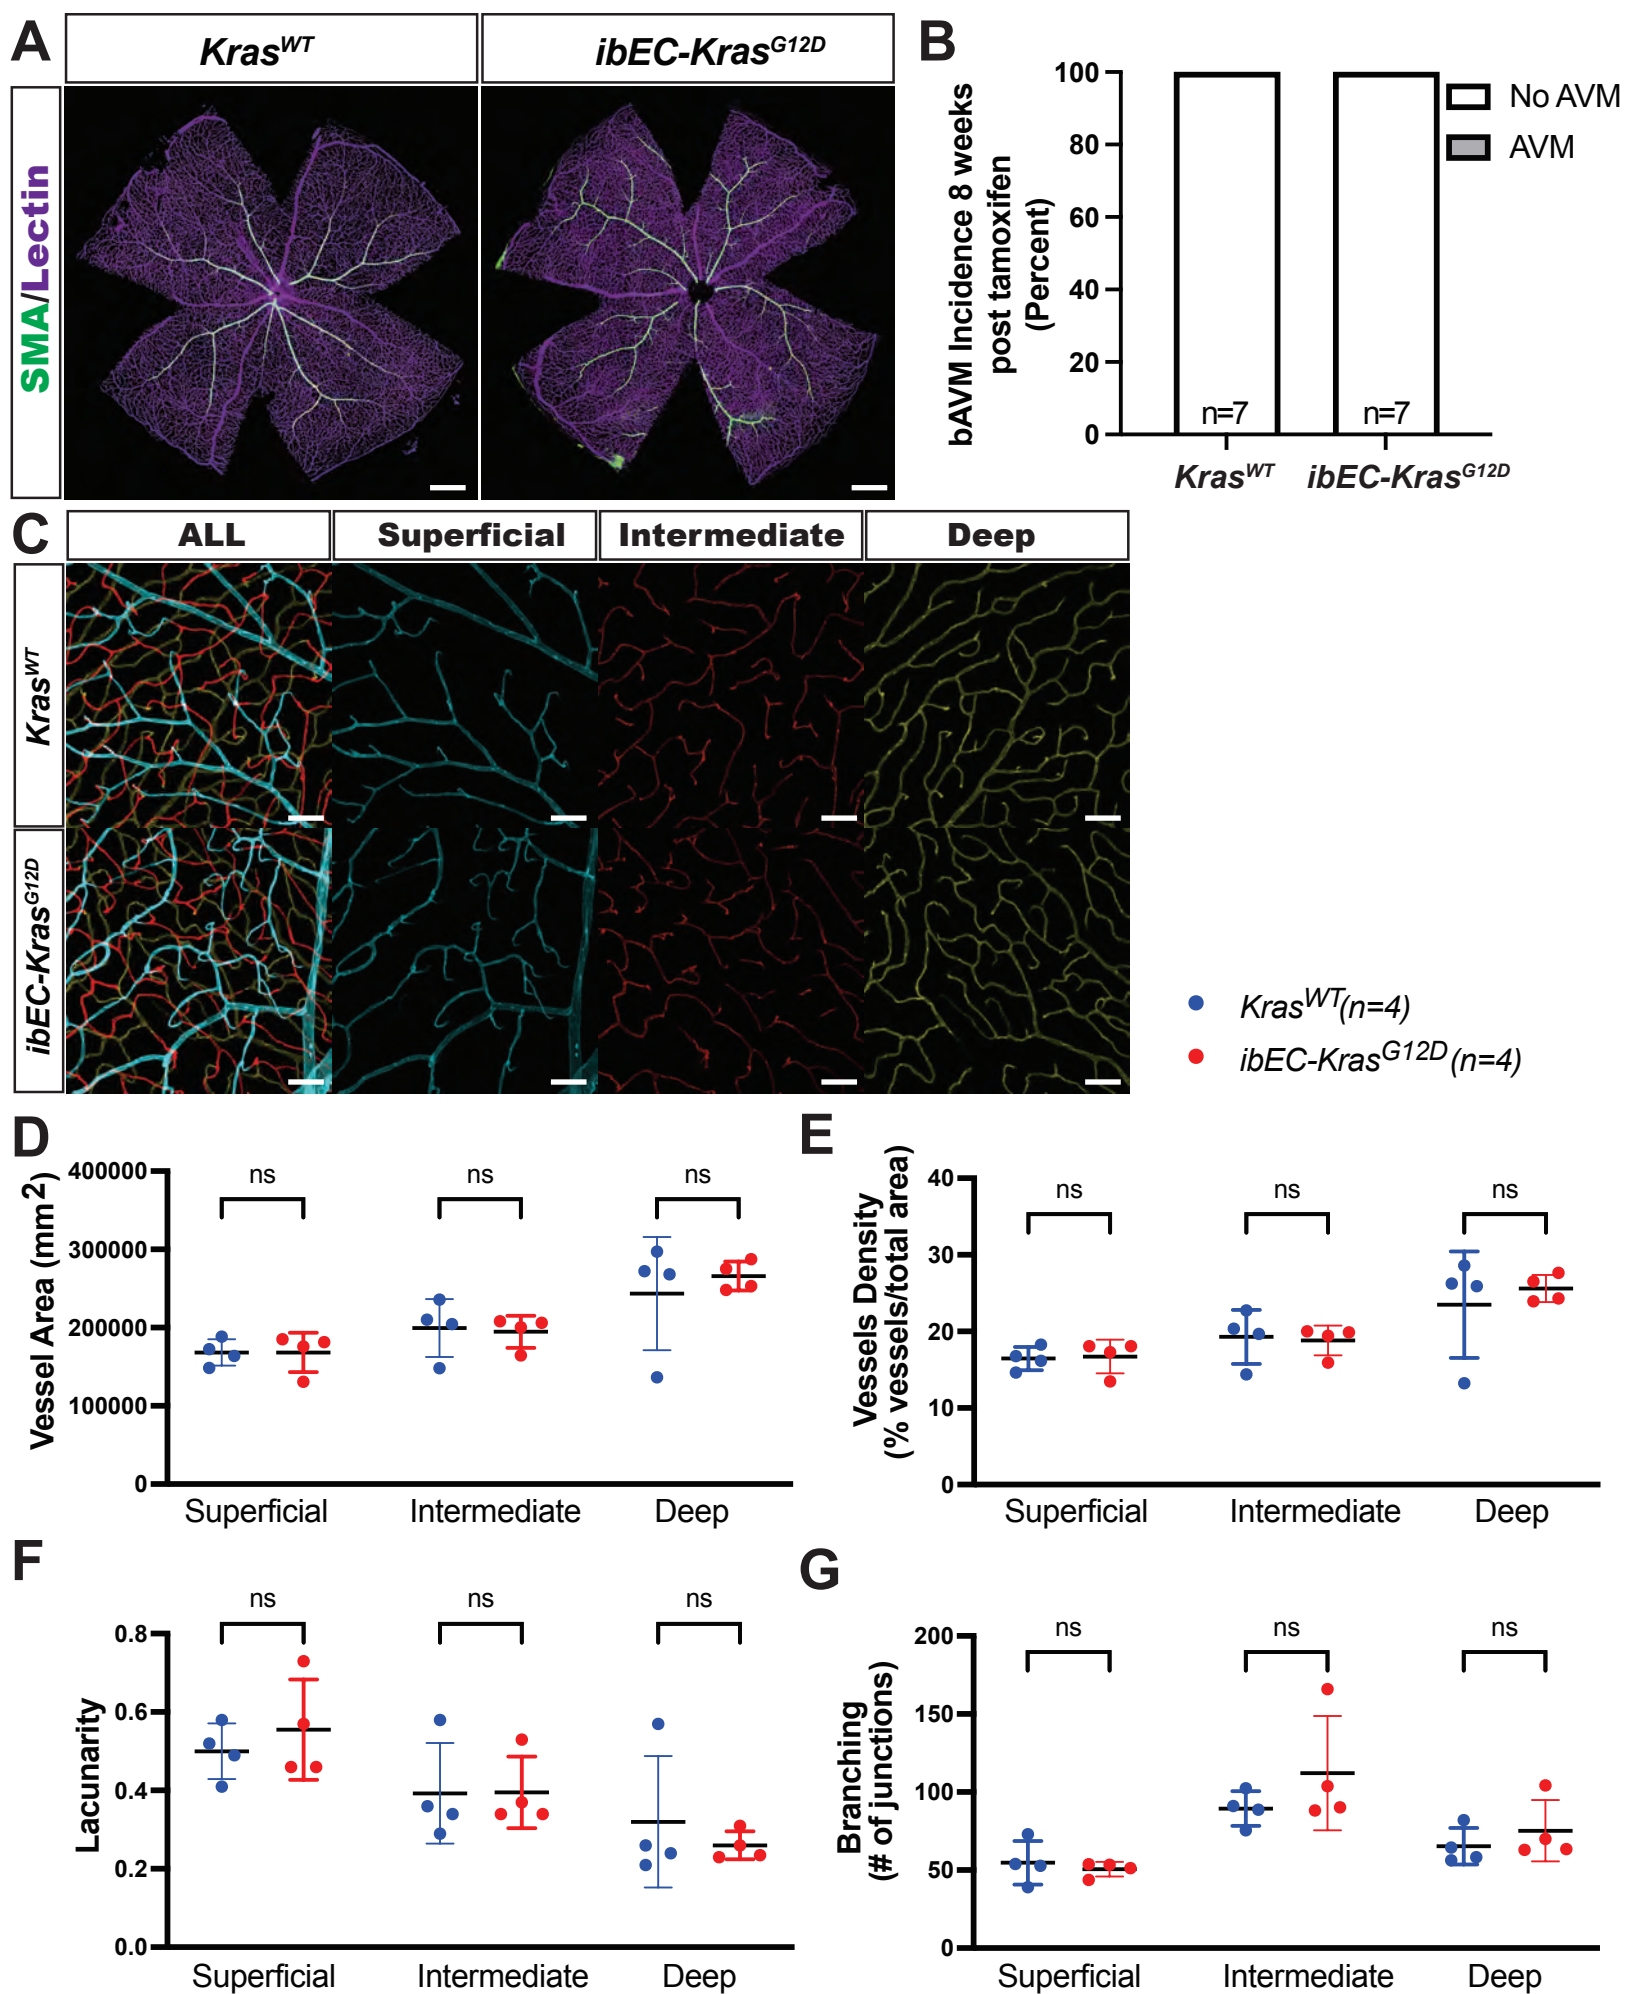 A
Kras^WT
ibEC-Kras^G12D
SMA/Lectin
B
bAVM Incidence 8 weeks
post tamoxifen
(Percent)
100
80
60
40
20
0
n=7
n=7
Kras^WT
ibEC-Kras^G12D
No AVM
AVM
C
ALL
Superficial
Intermediate
Deep
Kras^WT
ibEC-Kras^G12D
Kras^WT(n=4)
ibEC-Kras^G12D(n=4)
D
Vessel Area (mm^2)
400000
300000
200000
100000
0
ns
ns
ns
Superficial
Intermediate
Deep
E
Vessels Density
(% vessels/total area)
40
30
20
10
0
ns
ns
ns
Superficial
Intermediate
Deep
F
Lacunarity
0.8
0.6
0.4
0.2
0.0
ns
ns
ns
Superficial
Intermediate
Deep
G
Branching
(# of junctions)
200
150
100
50
0
ns
ns
ns
Superficial
Intermediate
Deep